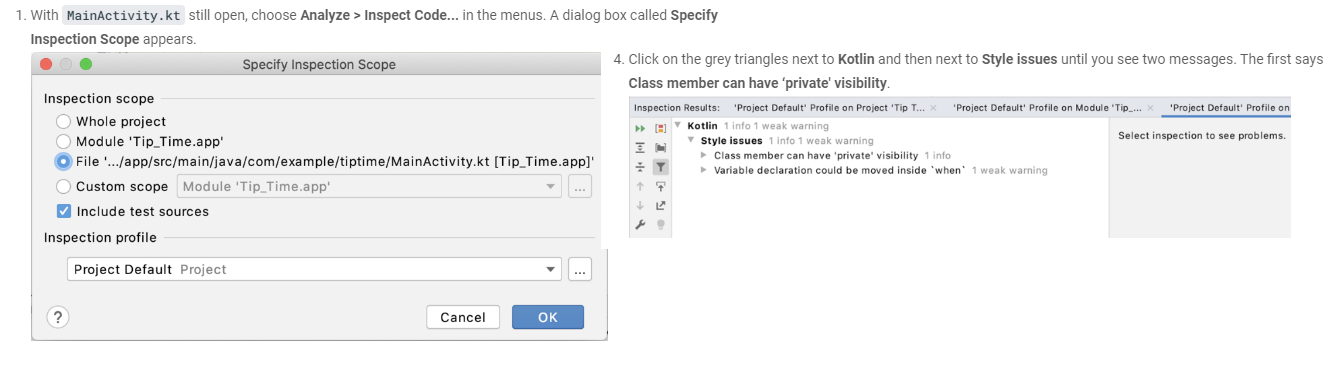 1. With MainActivity.kt still open, choose Analyze > Inspect Code... in the menus. A dialog box called Specify
Inspection Scope appears.
Specify Inspection Scope
Inspection scope
Whole project
Module 'Tip_Time.app'
File '.../app/src/main/java/com/example/tiptime/MainActivity.kt [Tip_Time.app]'
Custom scope Module 'Tip_Time.app' ...
Include test sources
Inspection profile
Project Default Project ...
? Cancel OK
4. Click on the grey triangles next to Kotlin and then next to Style issues until you see two messages. The first says
Class member can have ‘private' visibility.
Inspection Results: 'Project Default' Profile on Project 'Tip T... × 'Project Default' Profile on Module 'Tip_... × 'Project Default' Profile on
Kotlin 1 info 1 weak warning
Style issues 1 info 1 weak warning
Class member can have 'private' visibility 1 info
Variable declaration could be moved inside `when` 1 weak warning
Select inspection to see problems.